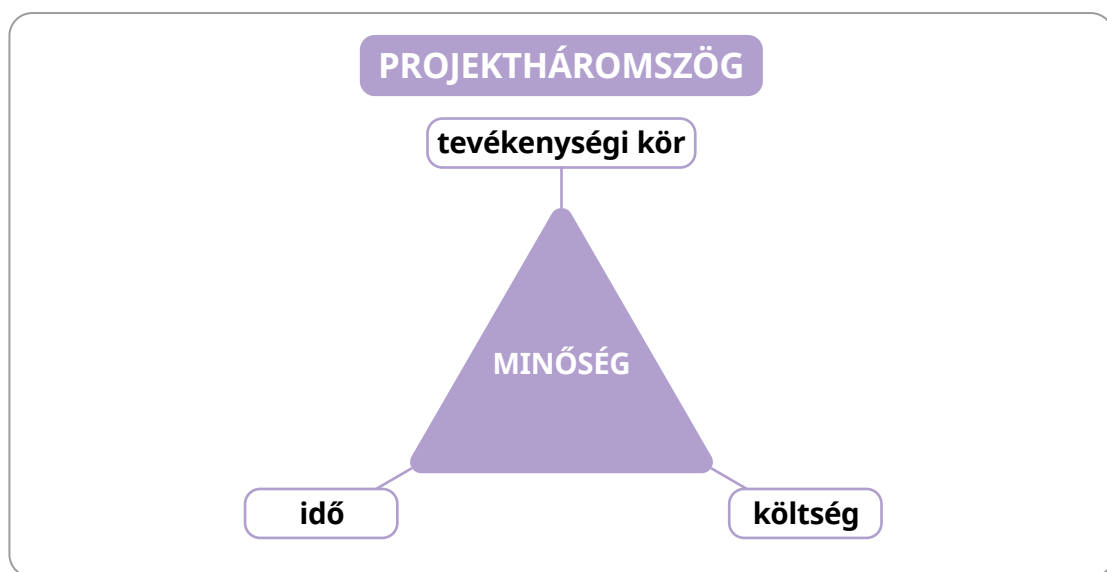 PROJEKTHÁROMSZÖG
tevékenységi kör
MINŐSÉG
idő
költség